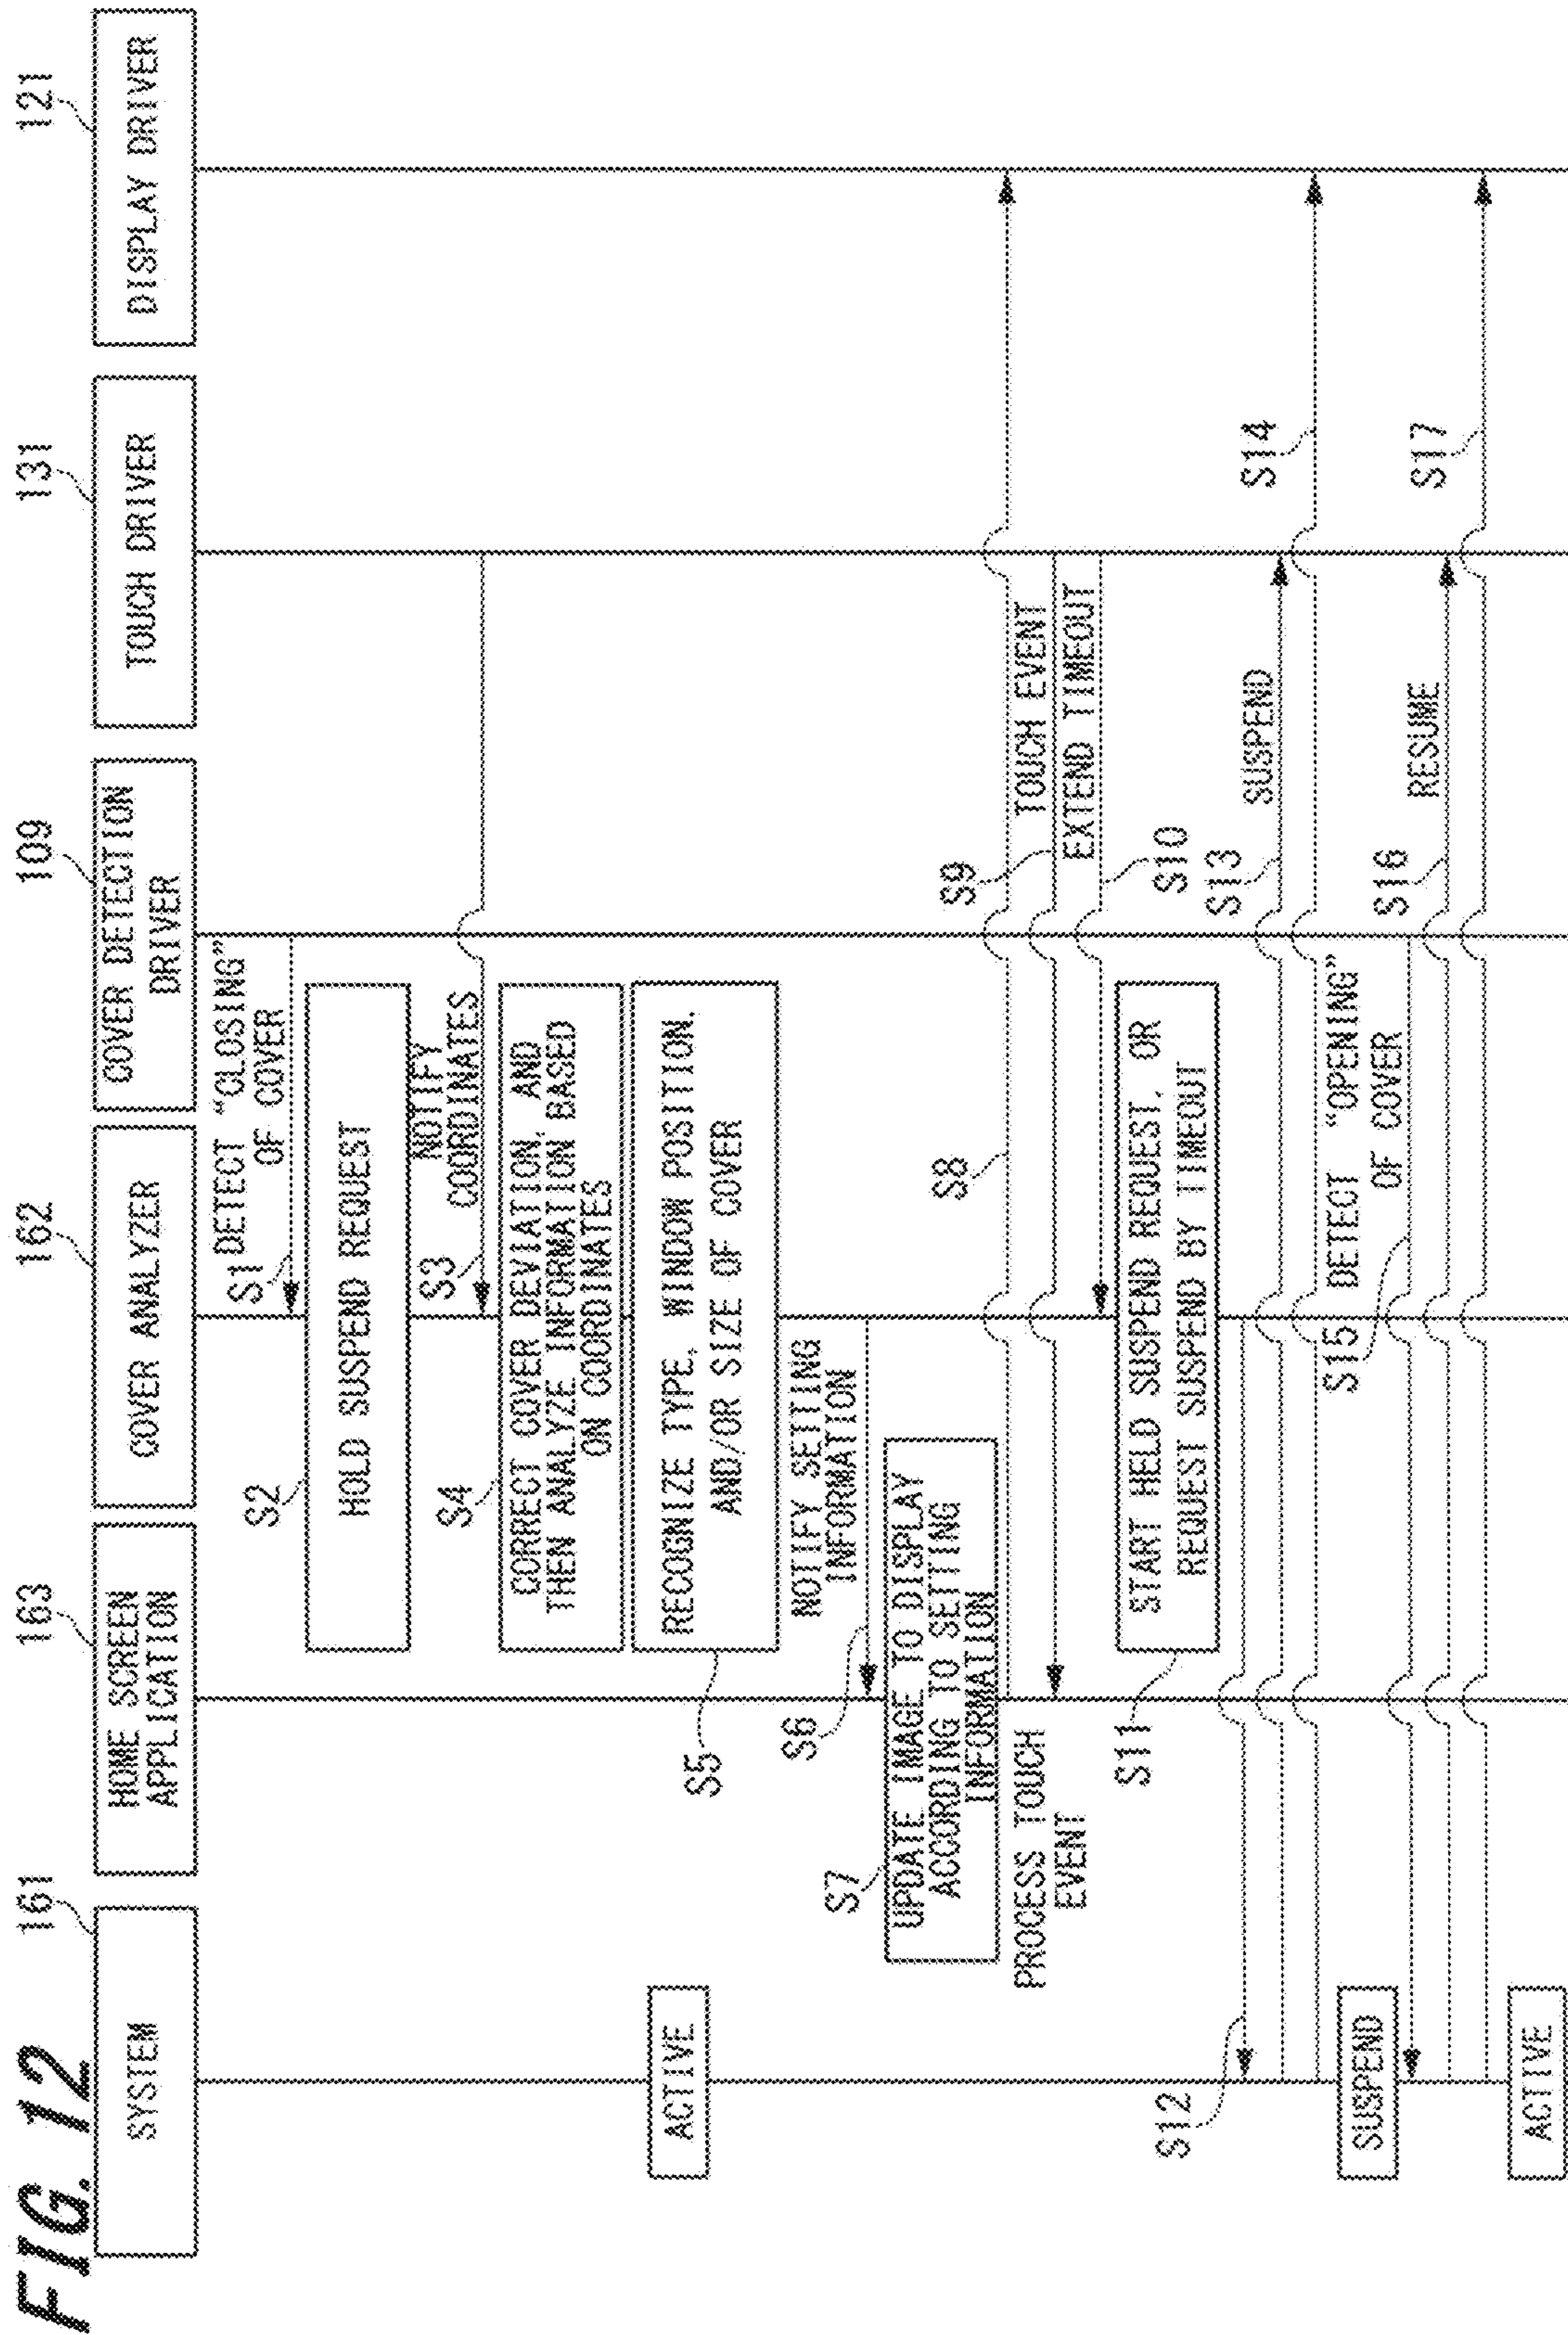 FIG. 12
161
SYSTEM
163
HOME SCREEN
APPLICATION
162
COVER ANALYZER
109
COVER DETECTION
DRIVER
131
TOUCH DRIVER
121
DISPLAY DRIVER
S1
DETECT “CLOSING”
OF COVER
S2
HOLD SUSPEND REQUEST
NOTIFY
COORDINATES
S3
S4
CORRECT COVER DEVIATION, AND
THEN ANALYZE INFORMATION BASED
ON COORDINATES
ACTIVE
S5
RECOGNIZE TYPE, WINDOW POSITION,
AND/OR SIZE OF COVER
S6
NOTIFY SETTING
INFORMATION
S7
UPDATE IMAGE TO DISPLAY
ACCORDING TO SETTING
INFORMATION
S8
S9
TOUCH EVENT
PROCESS TOUCH
EVENT
EXTEND TIMEOUT
S10
S11
START HELD SUSPEND REQUEST, OR
REQUEST SUSPEND BY TIMEOUT
S12
S13
SUSPEND
S14
SUSPEND
S15
DETECT “OPENING”
OF COVER
S16
RESUME
S17
ACTIVE